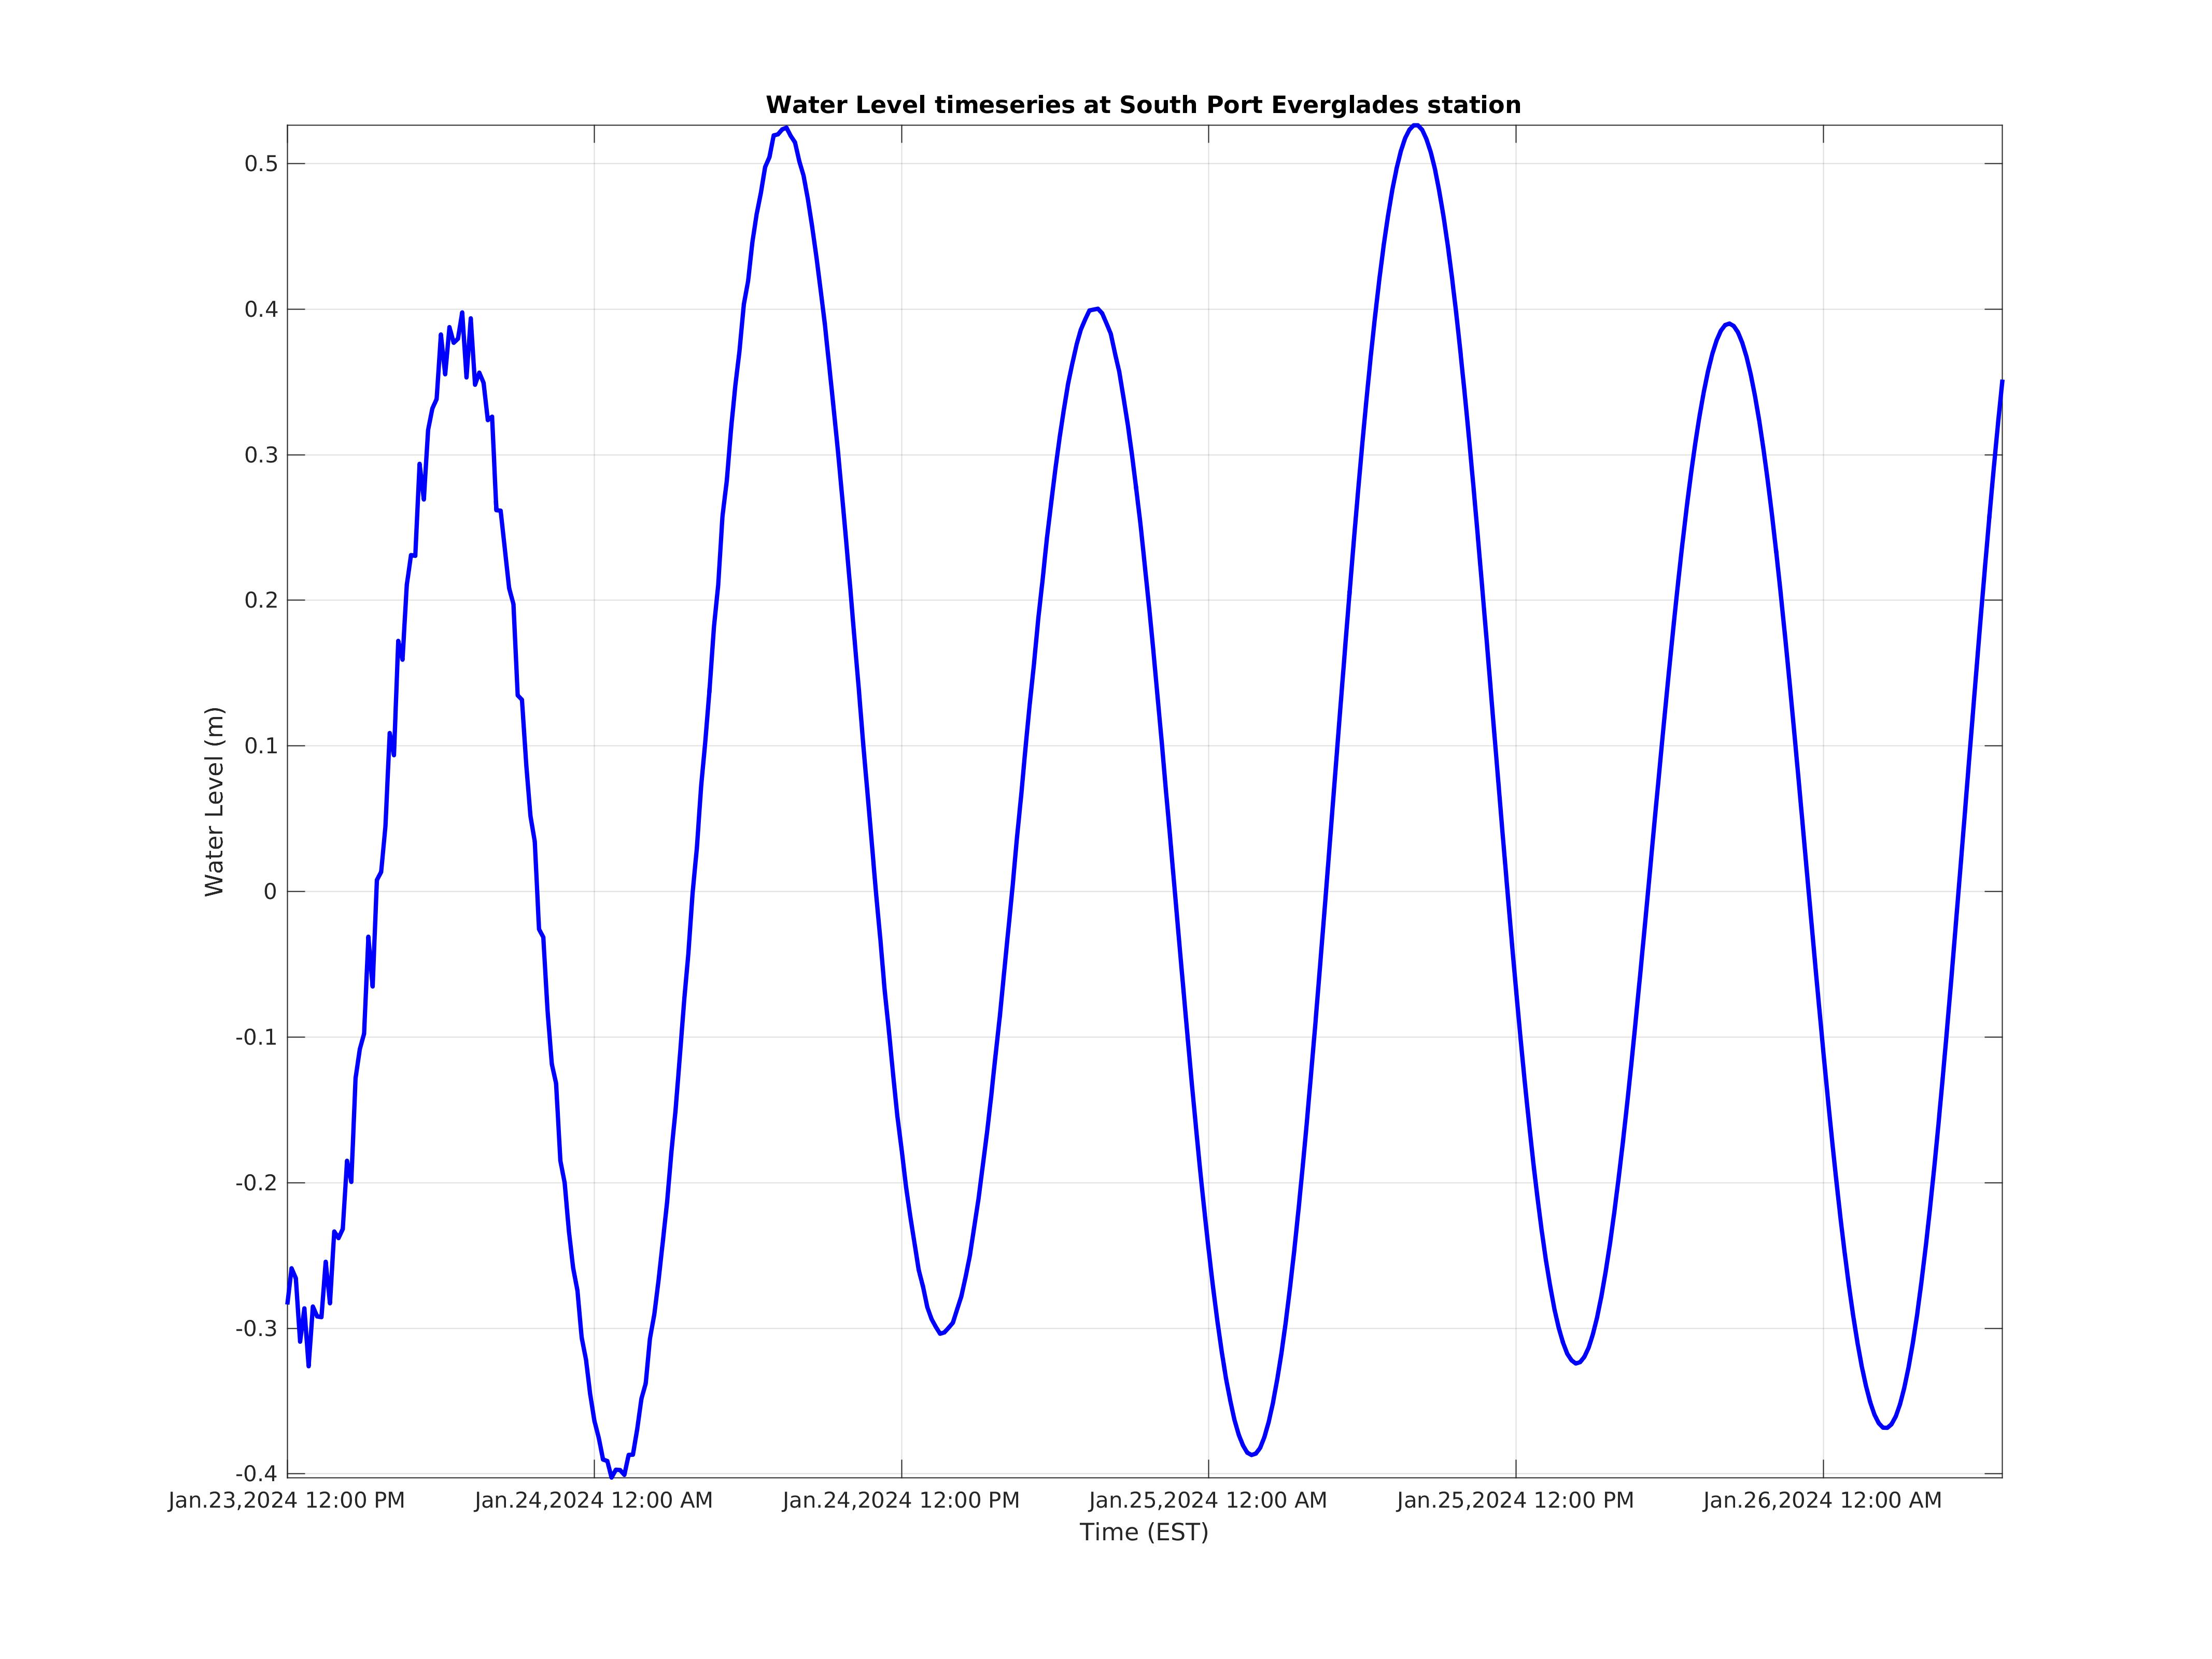 Water Level timeseries at South Port Everglades station
Water Level (m)
0.5
0.4
0.3
0.2
0.1
0
-0.1
-0.2
-0.3
-0.4
Jan.23,2024 12:00 PM
Jan.24,2024 12:00 AM
Jan.24,2024 12:00 PM
Jan.25,2024 12:00 AM
Jan.25,2024 12:00 PM
Jan.26,2024 12:00 AM
Time (EST)